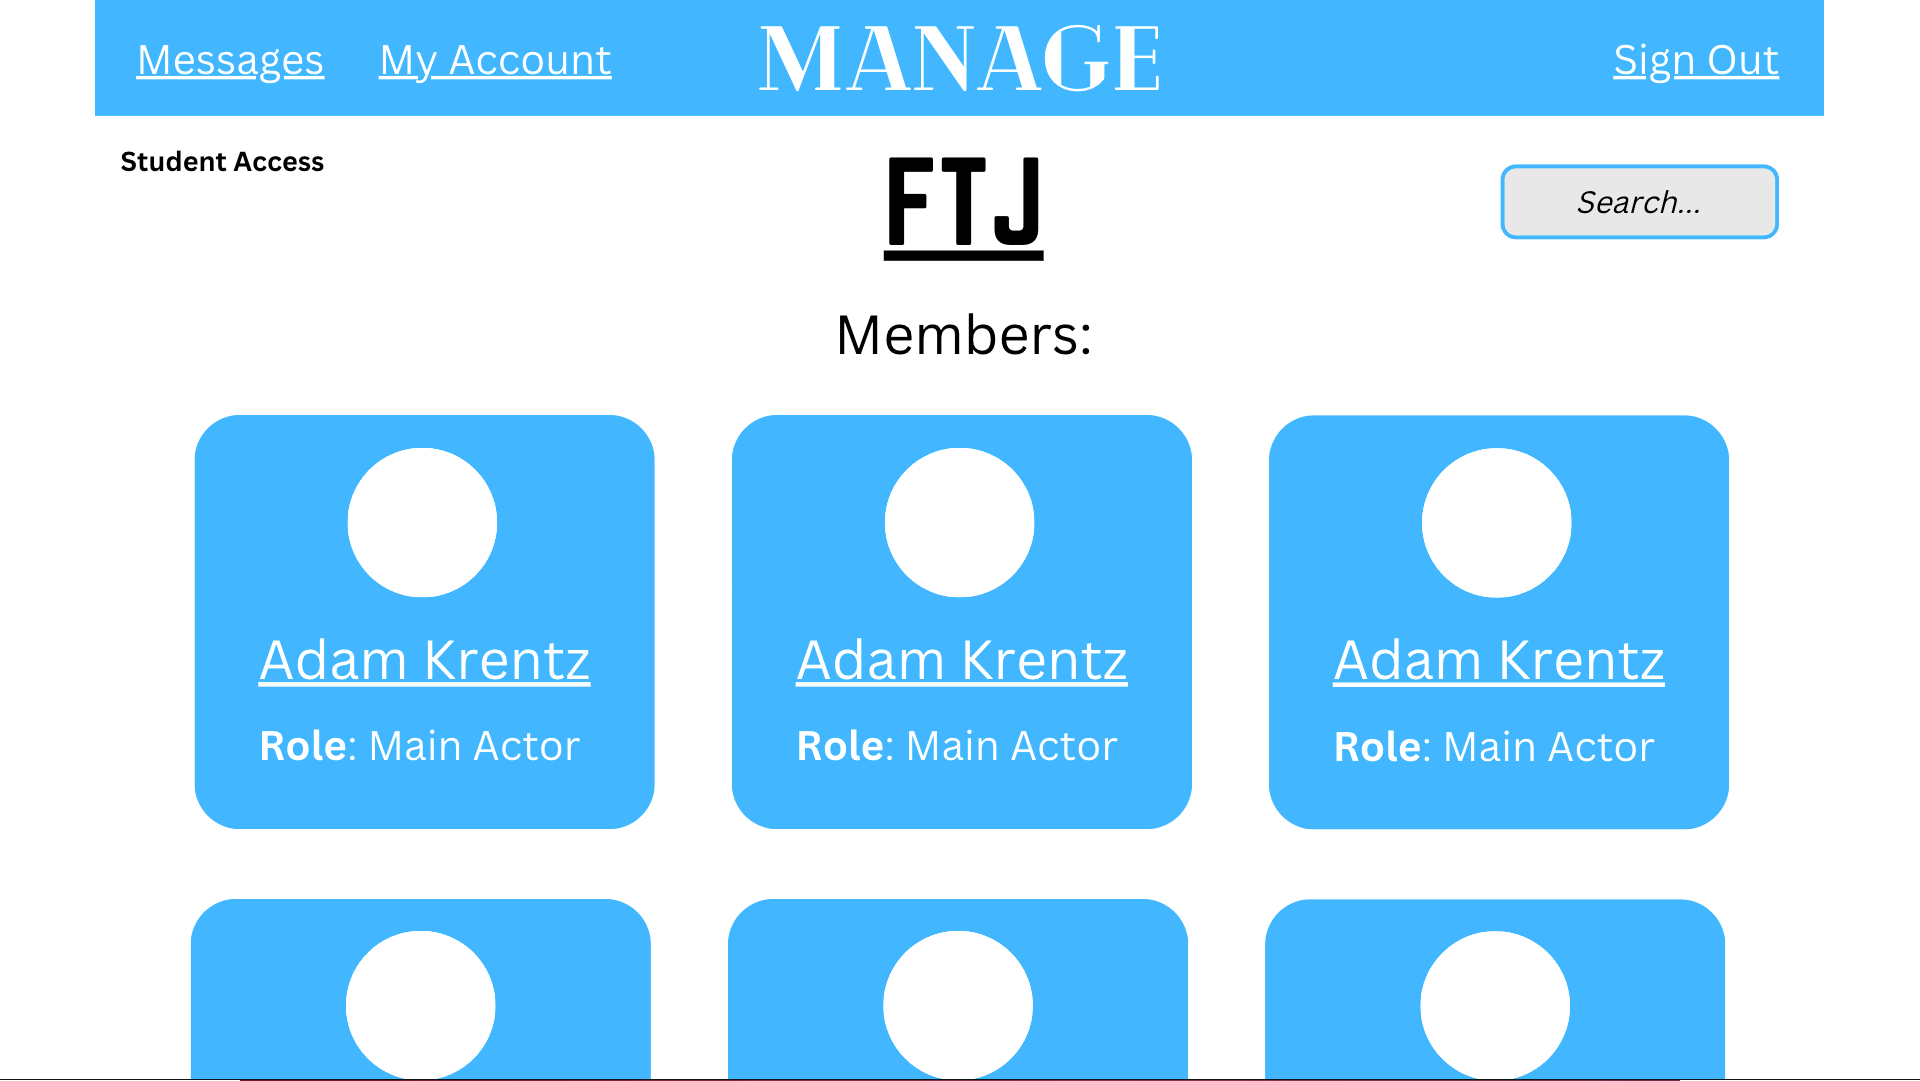 Messages My Account MANAGE Sign Out
Student Access
FTJ
Search...
Members:
Adam Krentz Adam Krentz Adam Krentz
Role: Main Actor Role: Main Actor Role: Main Actor